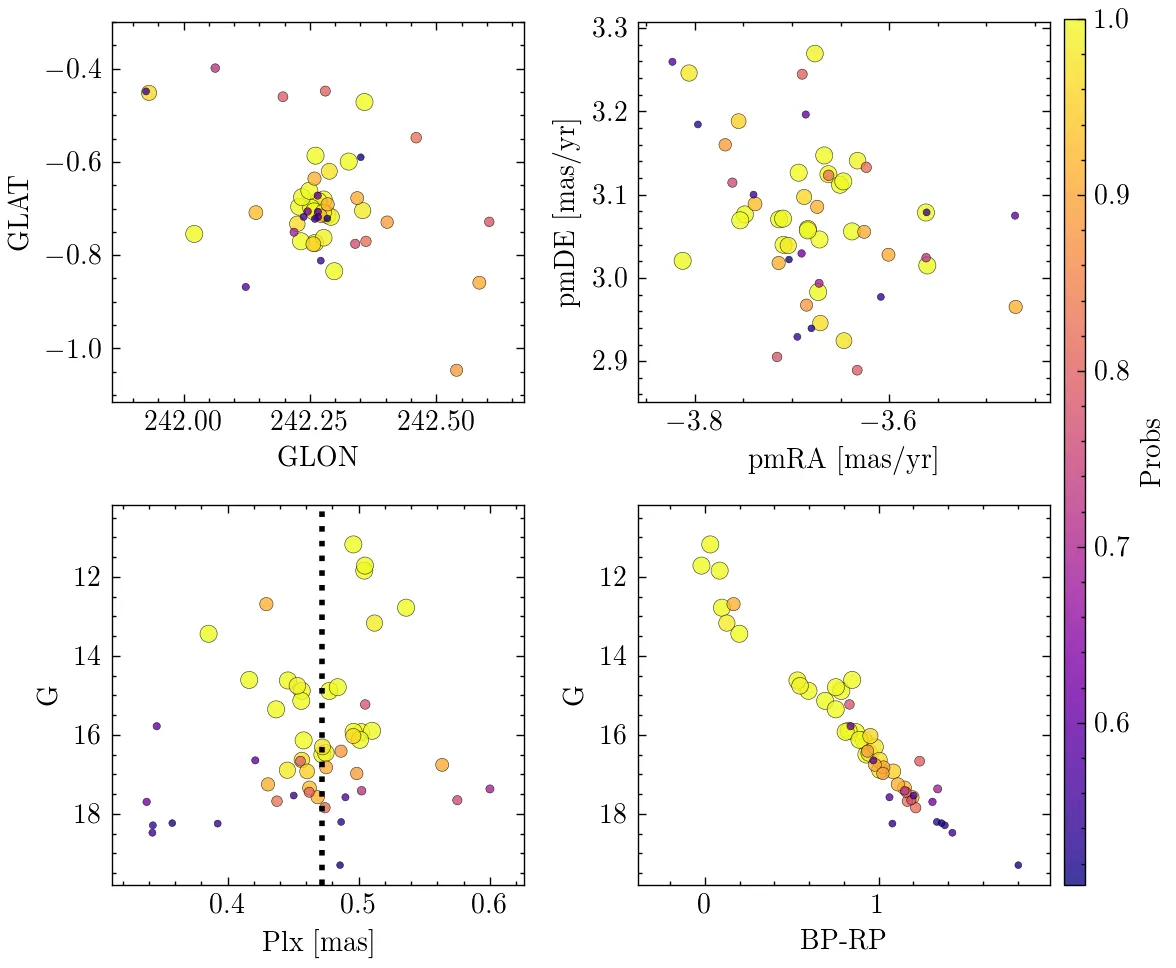 −0.4
−0.6
−0.8
−1.0
GLAT
242.00 242.25 242.50
GLON
3.3
3.2
3.1
3.0
2.9
pmDE [mas/yr]
−3.8 −3.6
pmRA [mas/yr]
1.0
0.9
0.8
0.7
0.6
Probs
12
14
16
18
G
0.4 0.5 0.6
Plx [mas]
12
14
16
18
G
0 1
BP-RP